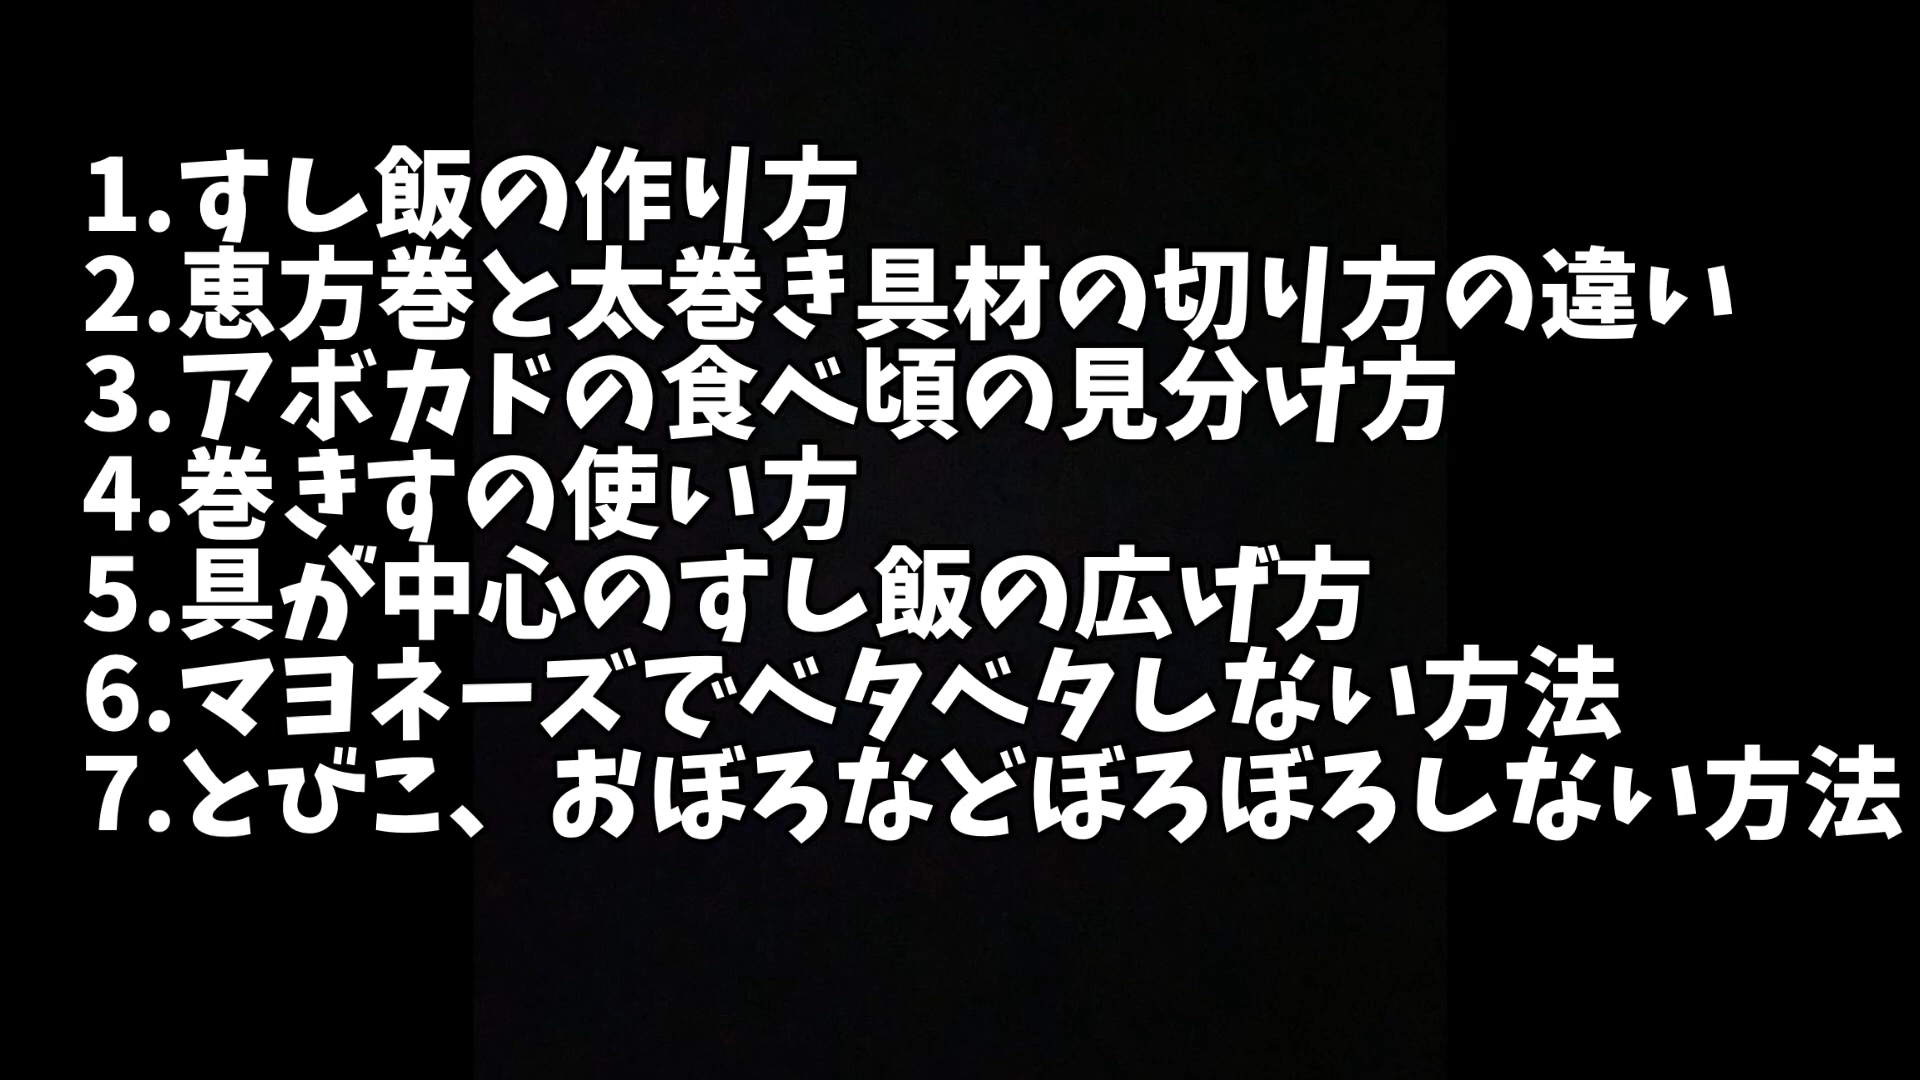 1.すし飯の作り方
2.恵方巻と太巻き具材の切り方の違い
3.アボカドの食べ頃の見分け方
4.巻きすの使い方
5.具が中心のすし飯の広げ方
6.マヨネーズでベタベタしない方法
7.とびこ、おぼろなどぼろぼろしない方法